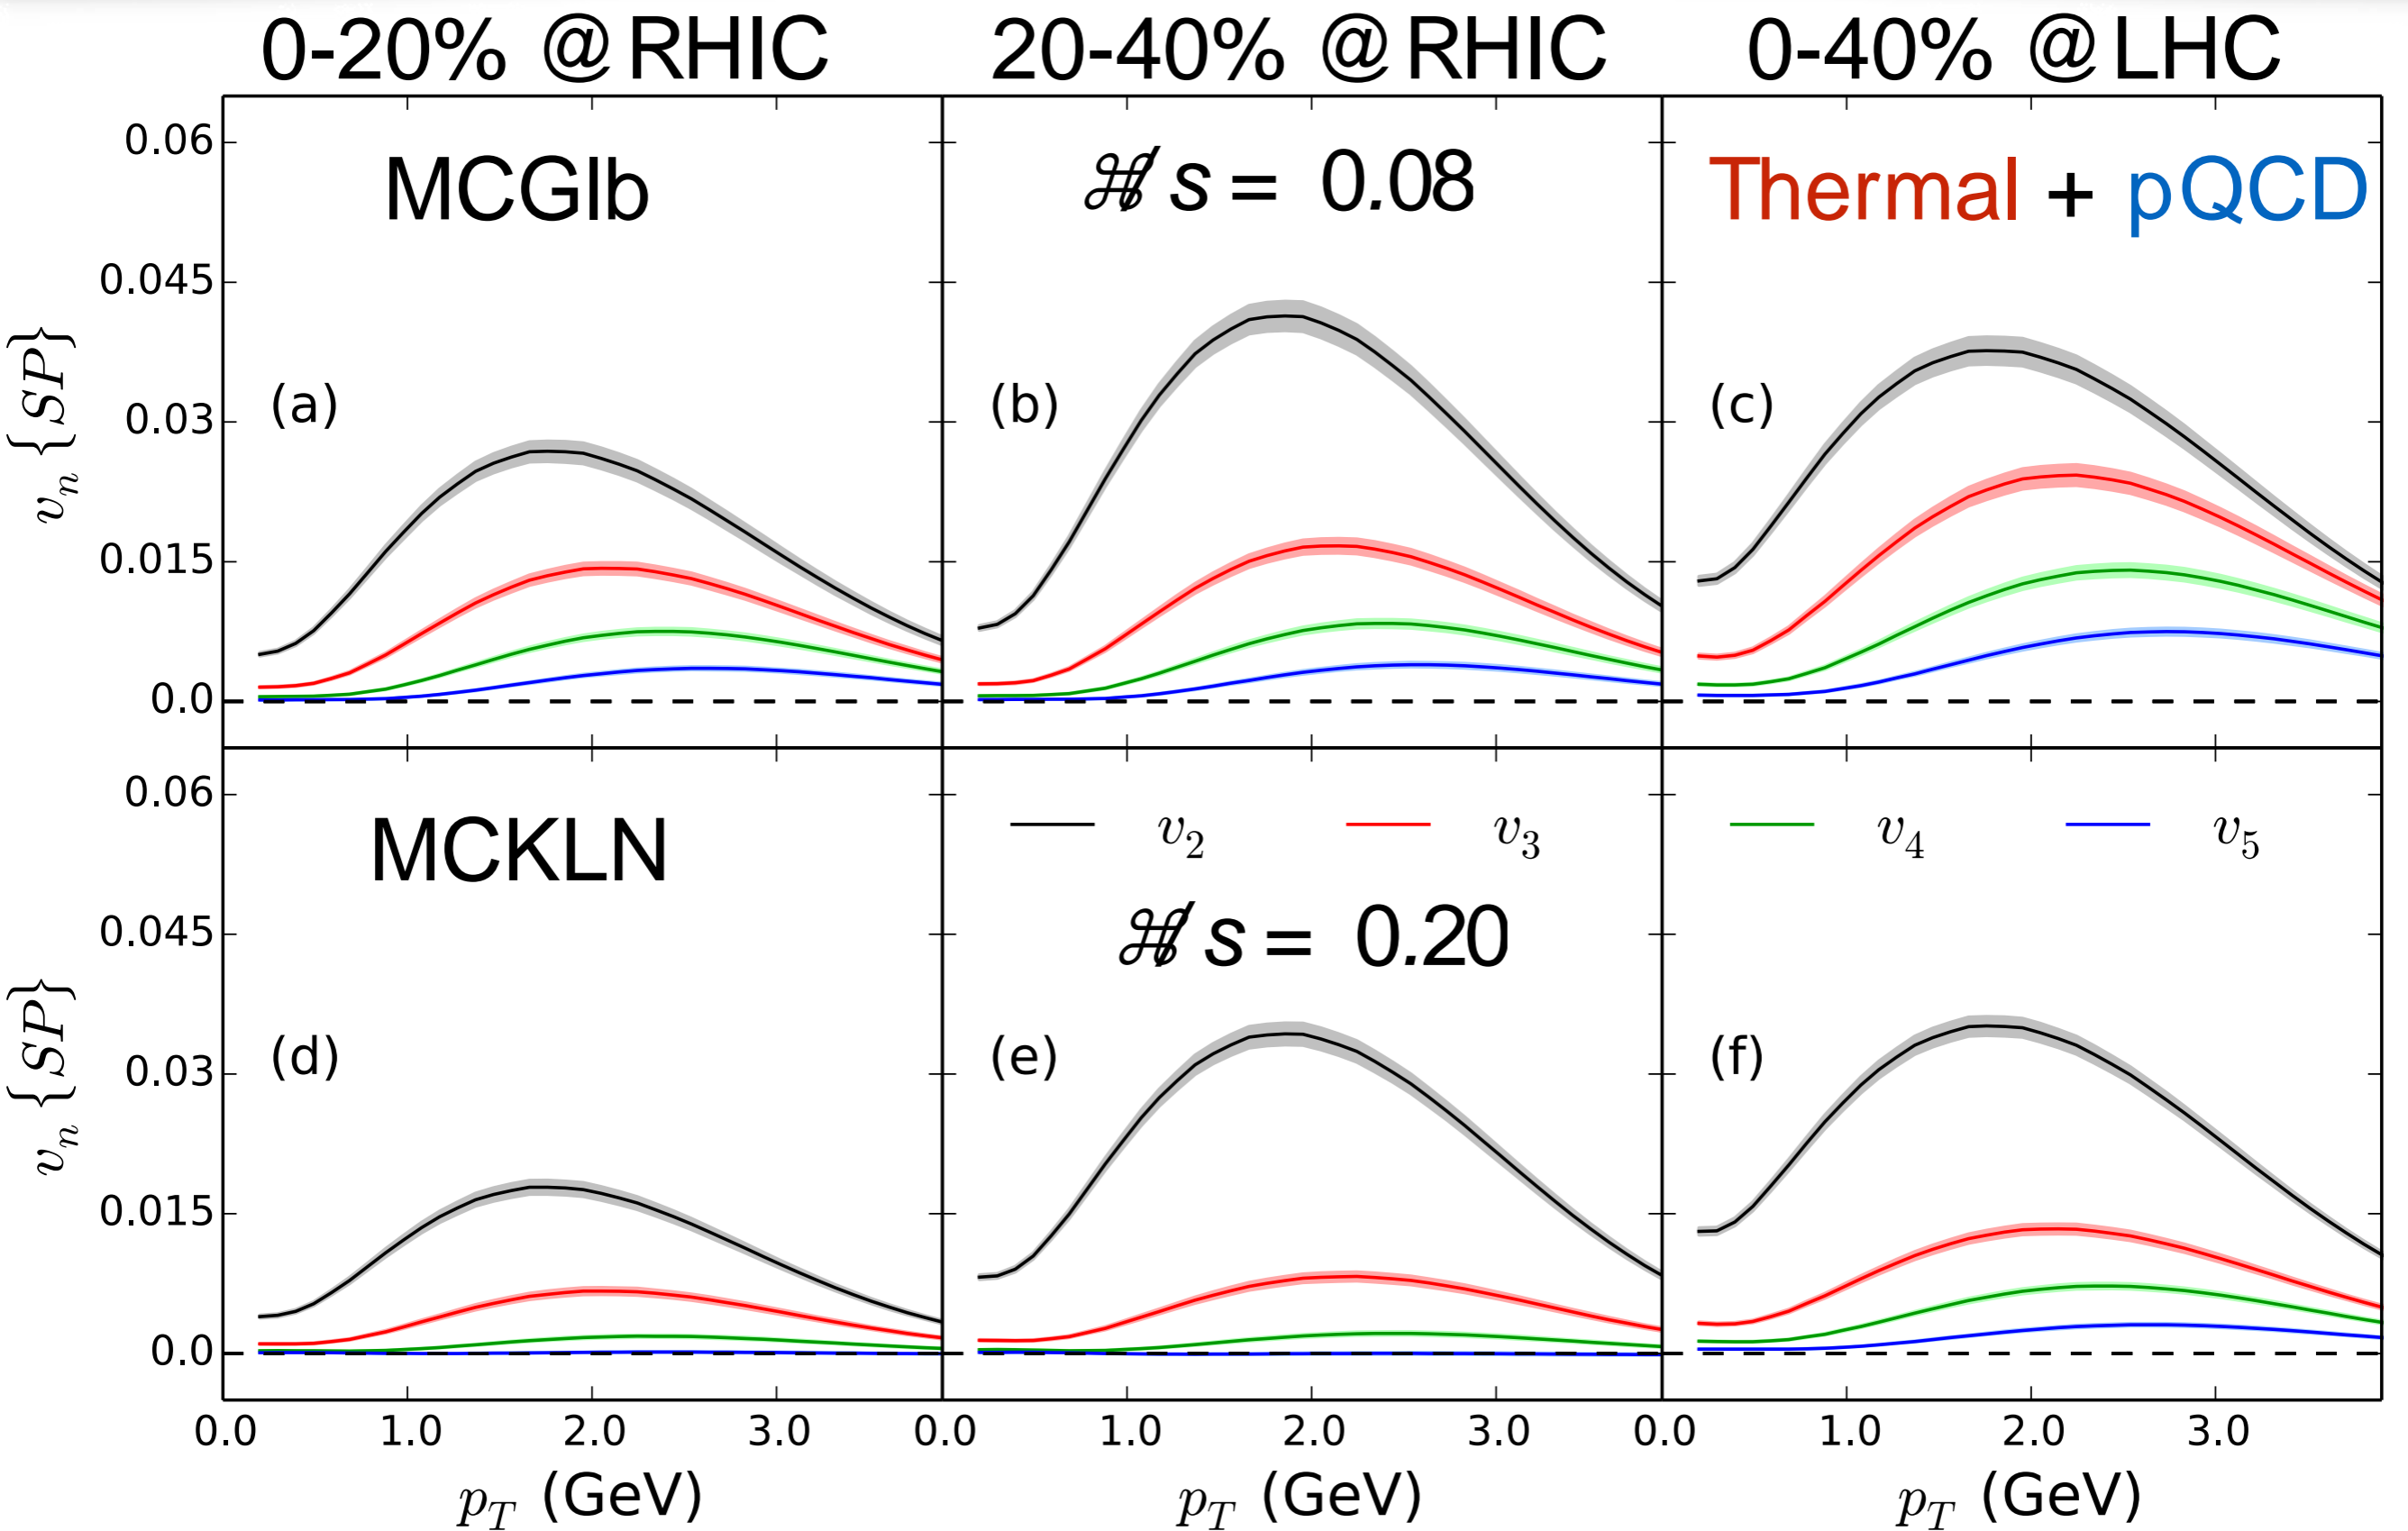 0-20% @RHIC 20-40% @RHIC 0-40% @LHC
0.06
MCGlb s = 0.08 Thermal + pQCD
0.045
(a) (b) (c)
0.03
v_n {SP}
0.015
0.0
0.06
MCKLN v_2 v_3 v_4 v_5
0.045
s = 0.20
(d) (e) (f)
0.03
v_n {SP}
0.015
0.0
0.0 1.0 2.0 3.0 0.0 1.0 2.0 3.0 0.0 1.0 2.0 3.0
p_T (GeV) p_T (GeV) p_T (GeV)